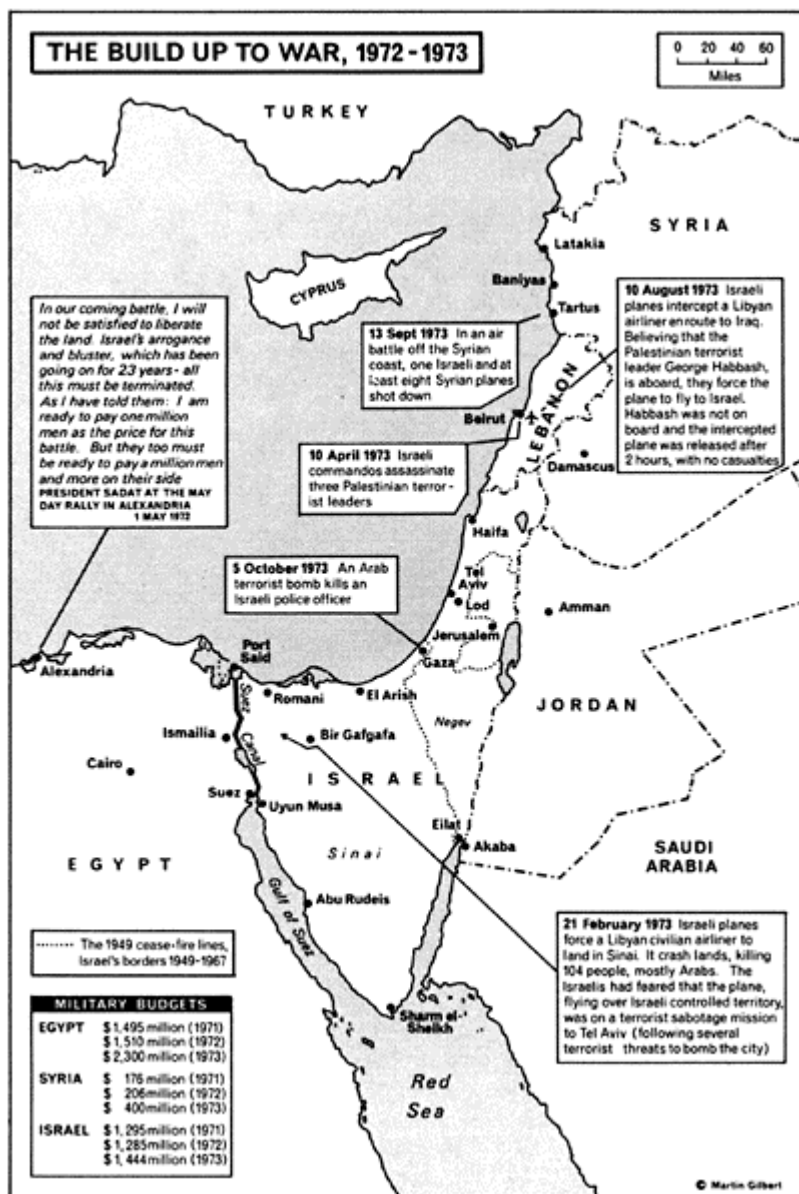 THE BUILD UP TO WAR, 1972-1973
0 20 40 60
Miles
TURKEY
SYRIA
CYPRUS
Latakia
Baniyas
Tartus
In our coming battle, I will
not be satisfied to liberate
the land. Israel's arrogance
and bluster, which has been
going on for 23 years - all
this must be terminated.
As I have told them: I am
ready to pay one million
men as the price for this
battle. But they too must
be ready to pay a million men
and more on their side
PRESIDENT SADAT AT THE MAY
DAY RALLY IN ALEXANDRIA
1 MAY 1972
13 Sept 1973 In an air
battle off the Syrian
coast, one Israeli and at
least eight Syrian planes
shot down
10 August 1973 Israeli
planes intercept a Libyan
airliner enroute to Iraq.
Believing that the
Palestinian terrorist
leader George Habbash,
is aboard, they force the
plane to fly to Israel.
Habbash was not on
board and the intercepted
plane was released after
2 hours, with no casualties
LEBANON
Beirut
Damascus
10 April 1973 Israeli
commandos assassinate
three Palestinian terror-
ist leaders
Haifa
5 October 1973 An Arab
terrorist bomb kills an
Israeli police officer
Tel
Aviv
Lod
Amman
Jerusalem
Gaza
Alexandria
Port
Said
Romani
El Arish
JORDAN
Negev
Suez
Canal
Ismailia
Bir Gafgafa
Cairo
ISRAEL
Suez
Uyun Musa
Eilat
Akaba
SAUDI
ARABIA
EGYPT
Sinai
Abu Rudeis
Gulf of Suez
21 February 1973 Israeli planes
force a Libyan civilian airliner to
land in Sinai. It crash lands, killing
104 people, mostly Arabs. The
Israelis had feared that the plane,
flying over Israeli controlled territory,
was on a terrorist sabotage mission
to Tel Aviv (following several
terrorist threats to bomb the city)
The 1949 cease-fire lines,
Israel's borders 1949-1967
Sharm el-
Sheikh
MILITARY BUDGETS
EGYPT $1,495 million (1971)
$1,510 million (1972)
$2,300 million (1973)
SYRIA $ 176 million (1971)
$ 206 million (1972)
$ 400 million (1973)
ISRAEL $1,295 million (1971)
$1,285 million (1972)
$1,444 million (1973)
Red
Sea
© Martin Gilbert